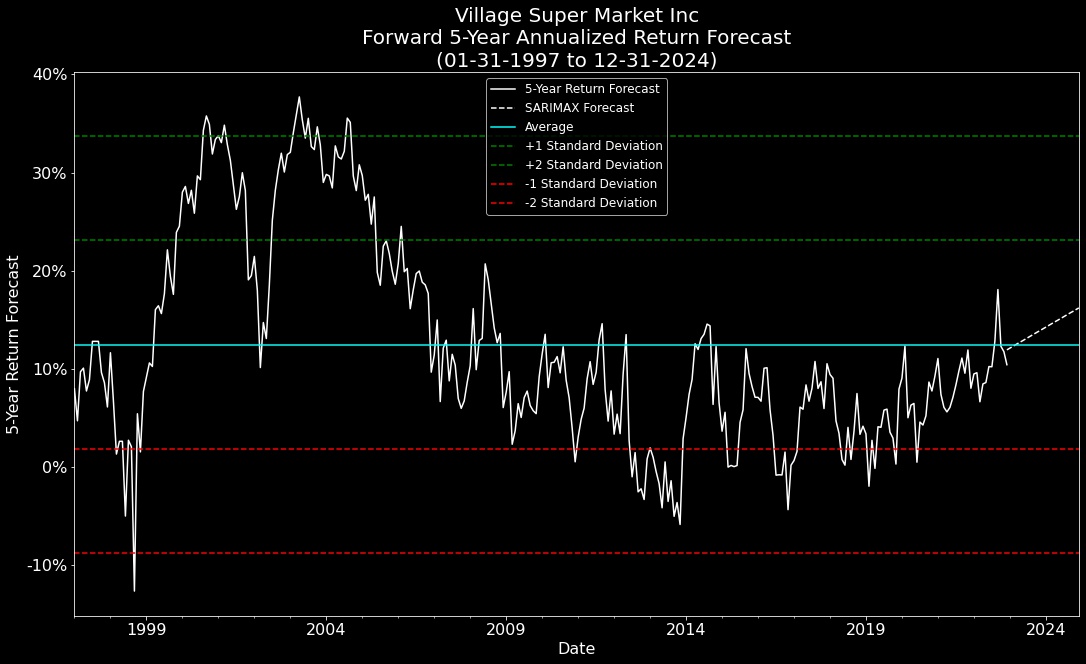 Village Super Market Inc
Forward 5-Year Annualized Return Forecast
(01-31-1997 to 12-31-2024)
5-Year Return Forecast
SARIMAX Forecast
Average
+1 Standard Deviation
+2 Standard Deviation
-1 Standard Deviation
-2 Standard Deviation
40%
30%
20%
10%
0%
-10%
5-Year Return Forecast
1999 2004 2009 2014 2019 2024
Date